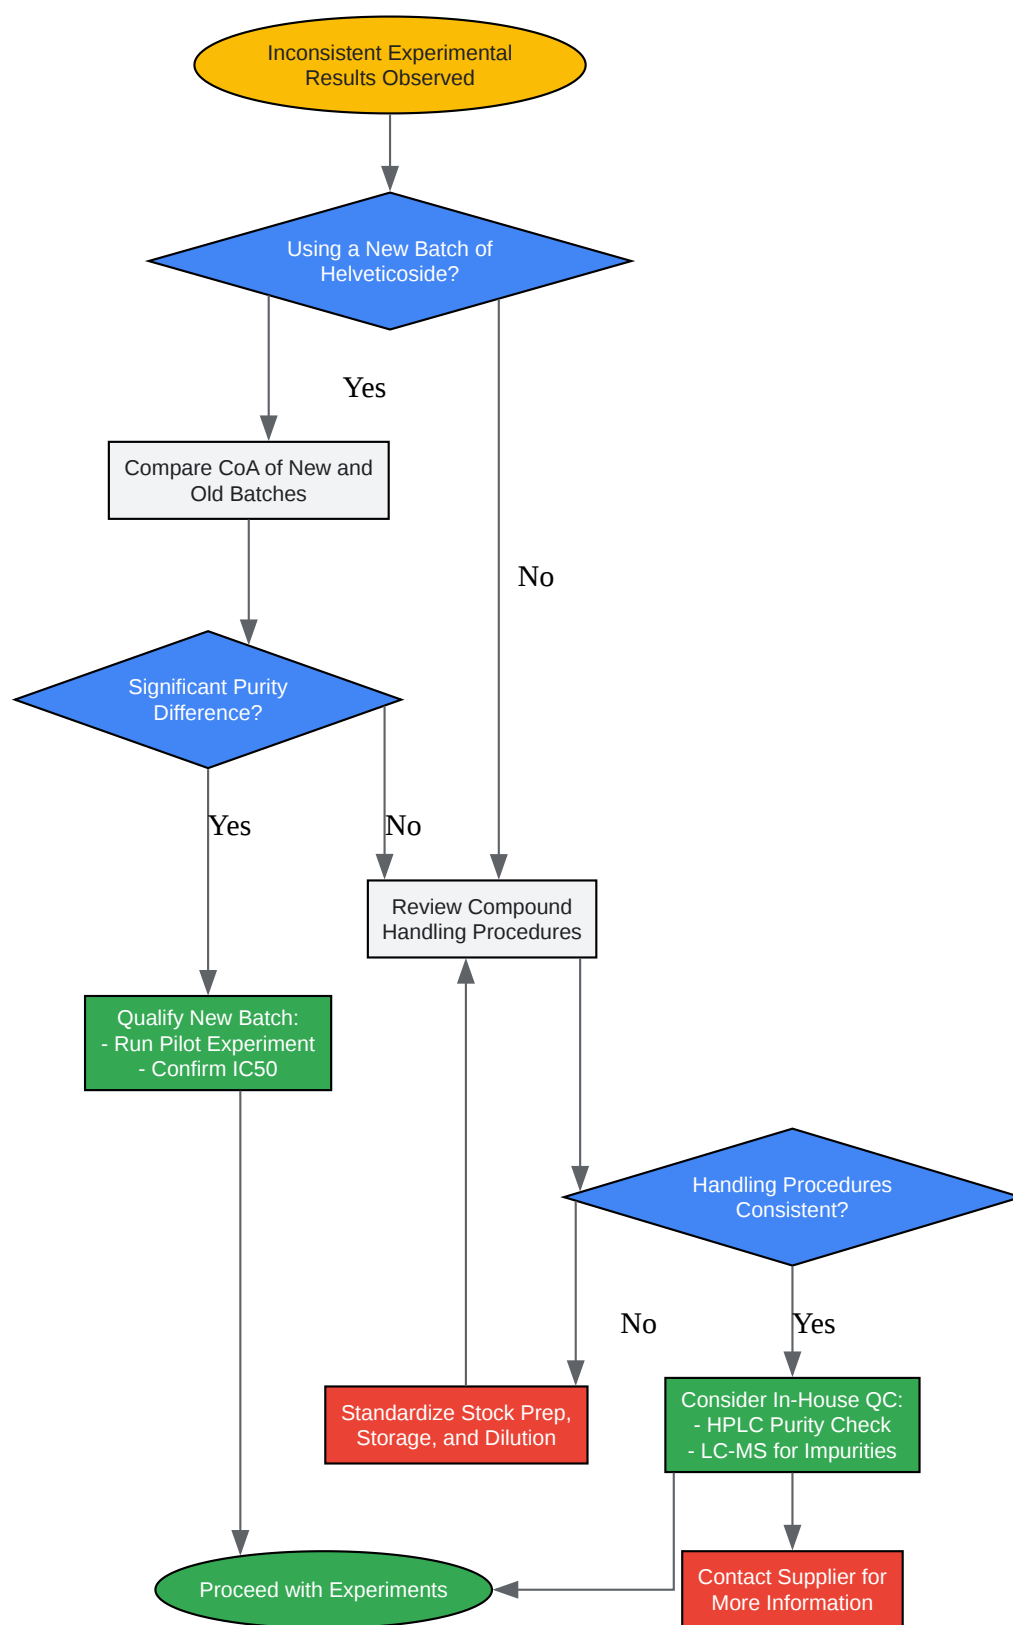 Inconsistent Experimental
Results Observed
Using a New Batch of
Helveticoside?
Yes
Compare CoA of New and
Old Batches
No
Significant Purity
Difference?
Yes
No
Review Compound
Handling Procedures
Qualify New Batch:
- Run Pilot Experiment
- Confirm IC50
Handling Procedures
Consistent?
No
Yes
Standardize Stock Prep,
Storage, and Dilution
Consider In-House QC:
- HPLC Purity Check
- LC-MS for Impurities
Proceed with Experiments
Contact Supplier for
More Information